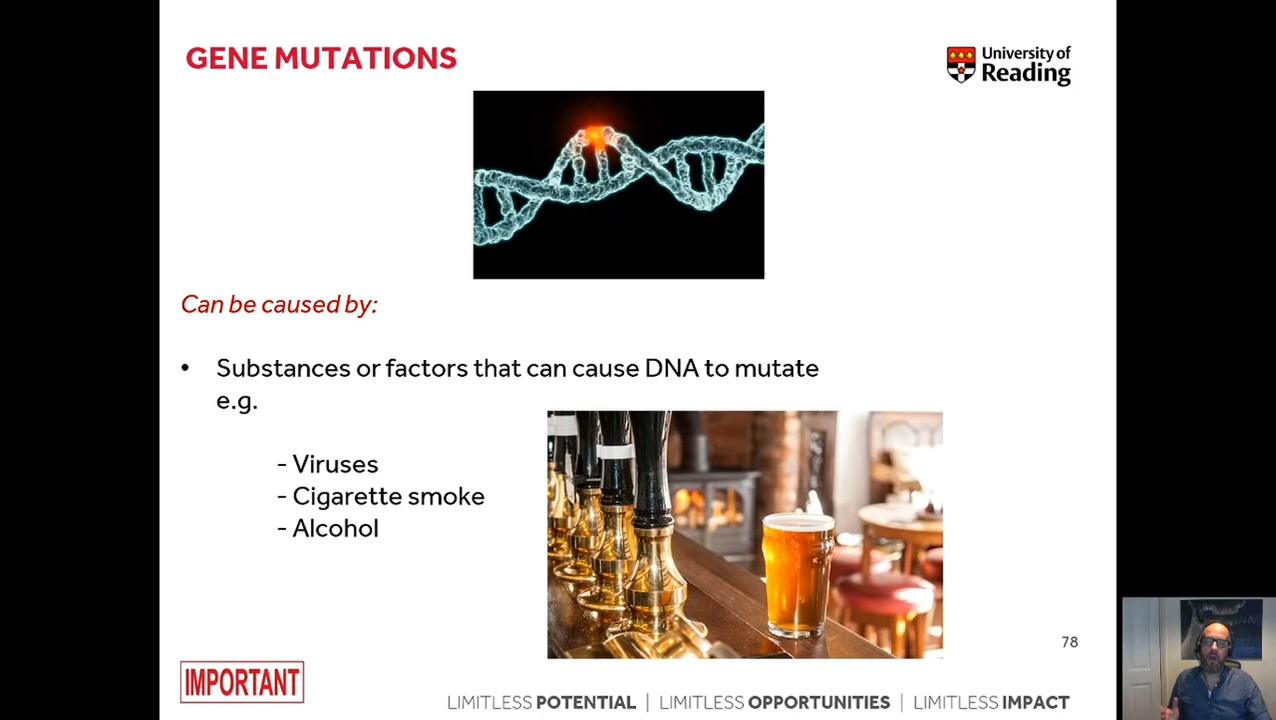 GENE MUTATIONS
University of
Reading
Can be caused by:
• Substances or factors that can cause DNA to mutate
e.g.
- Viruses
- Cigarette smoke
- Alcohol
78
IMPORTANT
LIMITLESS POTENTIAL | LIMITLESS OPPORTUNITIES | LIMITLESS IMPACT